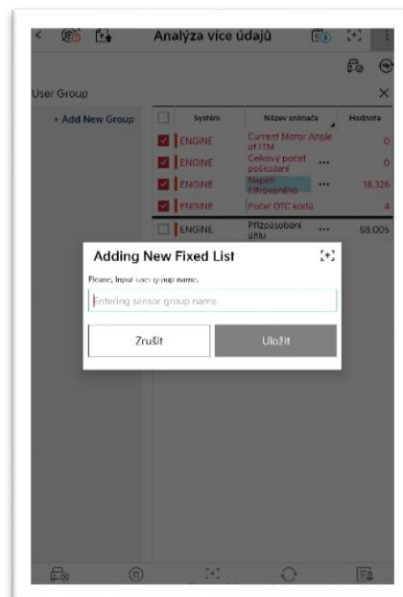 Analýza více údajů
User Group
+ Add New Group
Systém Název snímače Hodnota
ENGINE Current Motor Angle of ITM 0
ENGINE Celkový počet poškození ... 0
ENGINE Napětí filtrovaného ... 18.326
ENGINE Počet DTC kódů 4
ENGINE Přizpůsobení úhlu ... 68.005
Adding New Fixed List
Please, Input user group name.
Entering sensor group name
Zrušit
Uložit